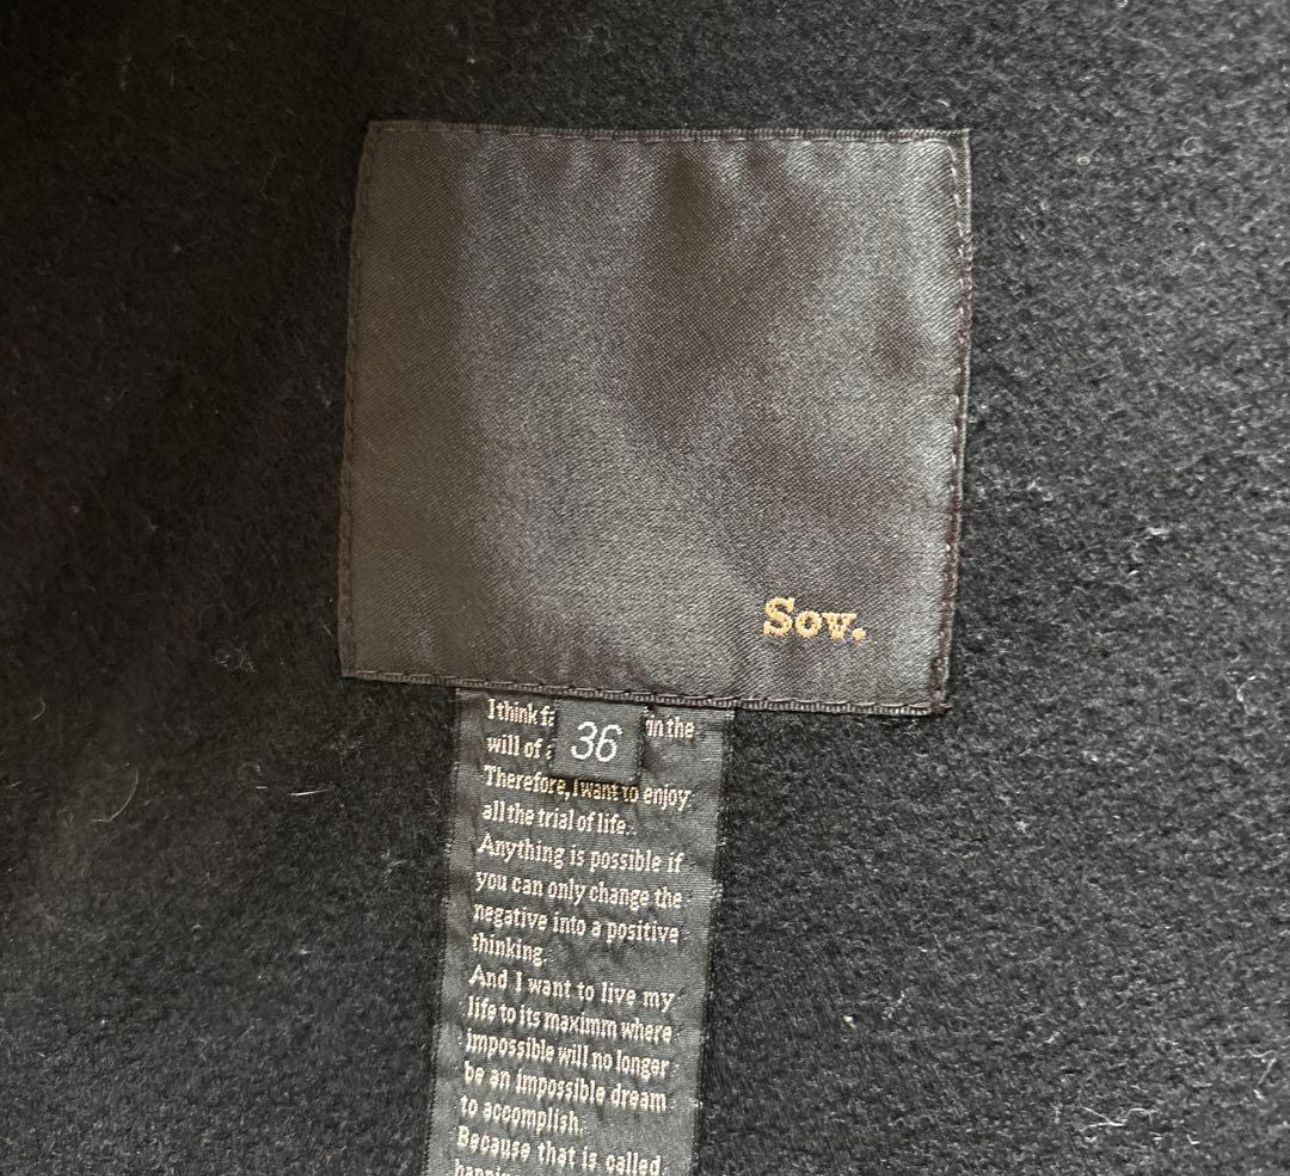 Sov.
36
I think in the
will of
Therefore, I want to enjoy
all the trial of life.
Anything is possible if
you can only change the
negative into a positive
thinking.
And I want to live my
life to its maximm where
impossible will no longer
be an impossible dream
to accomplish.
Because that is called